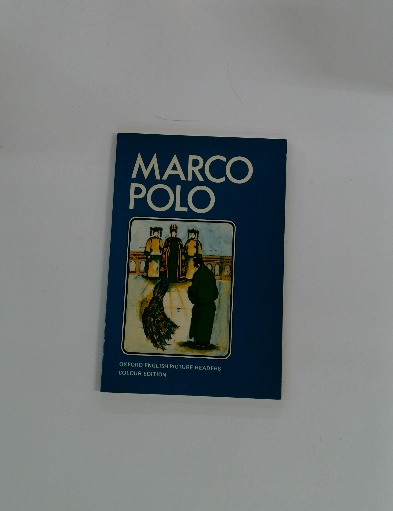 MARCO
POLO
OXFORD ENGLISH PICTURE READERS
COLOUR EDITION